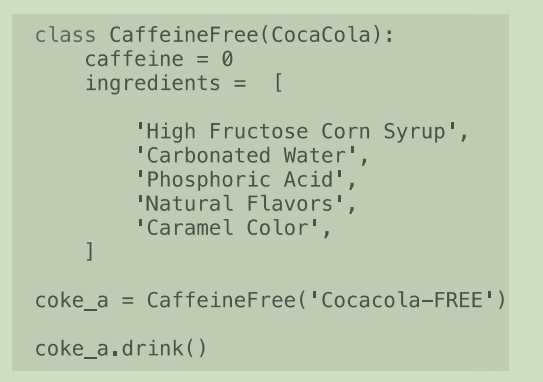 class CaffeineFree(CocaCola):
    caffeine = 0
    ingredients =  [
        'High Fructose Corn Syrup',
        'Carbonated Water',
        'Phosphoric Acid',
        'Natural Flavors',
        'Caramel Color',
    ]
coke_a = CaffeineFree('Cocacola-FREE')
coke_a.drink()